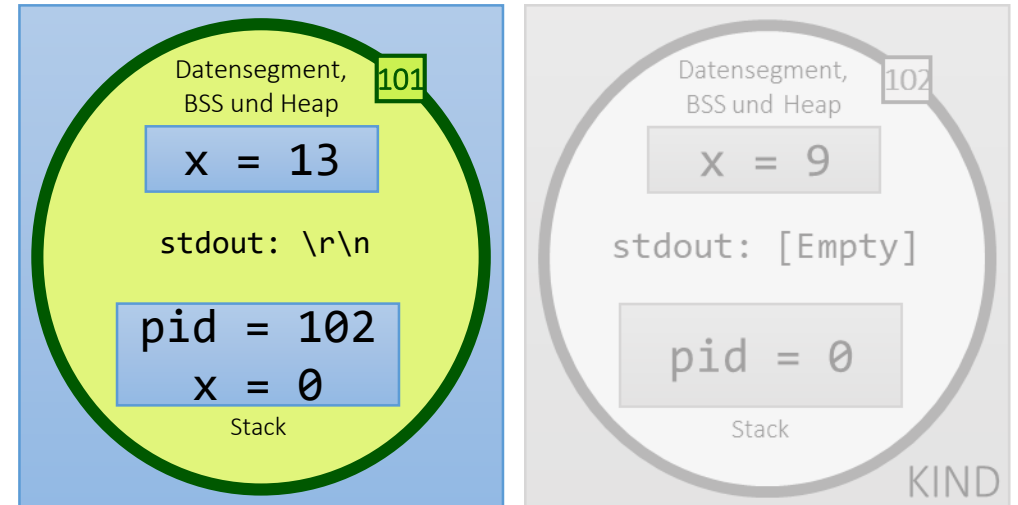 101
Datensegment,
BSS und Heap
x = 13
stdout: \r\n
pid = 102
x = 0
Stack
102
Datensegment,
BSS und Heap
x = 9
stdout: [Empty]
pid = 0
Stack
KIND